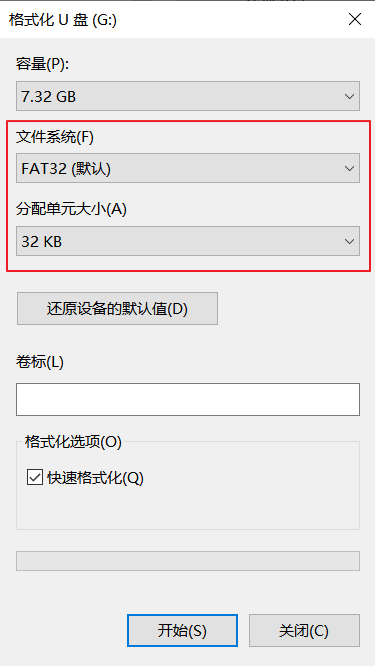 格式化 U 盘 (G:)
容量(P):
7.32 GB
文件系统(F)
FAT32 (默认)
分配单元大小(A)
32 KB
还原设备的默认值(D)
卷标(L)
格式化选项(O)
快速格式化(Q)
开始(S)
关闭(C)